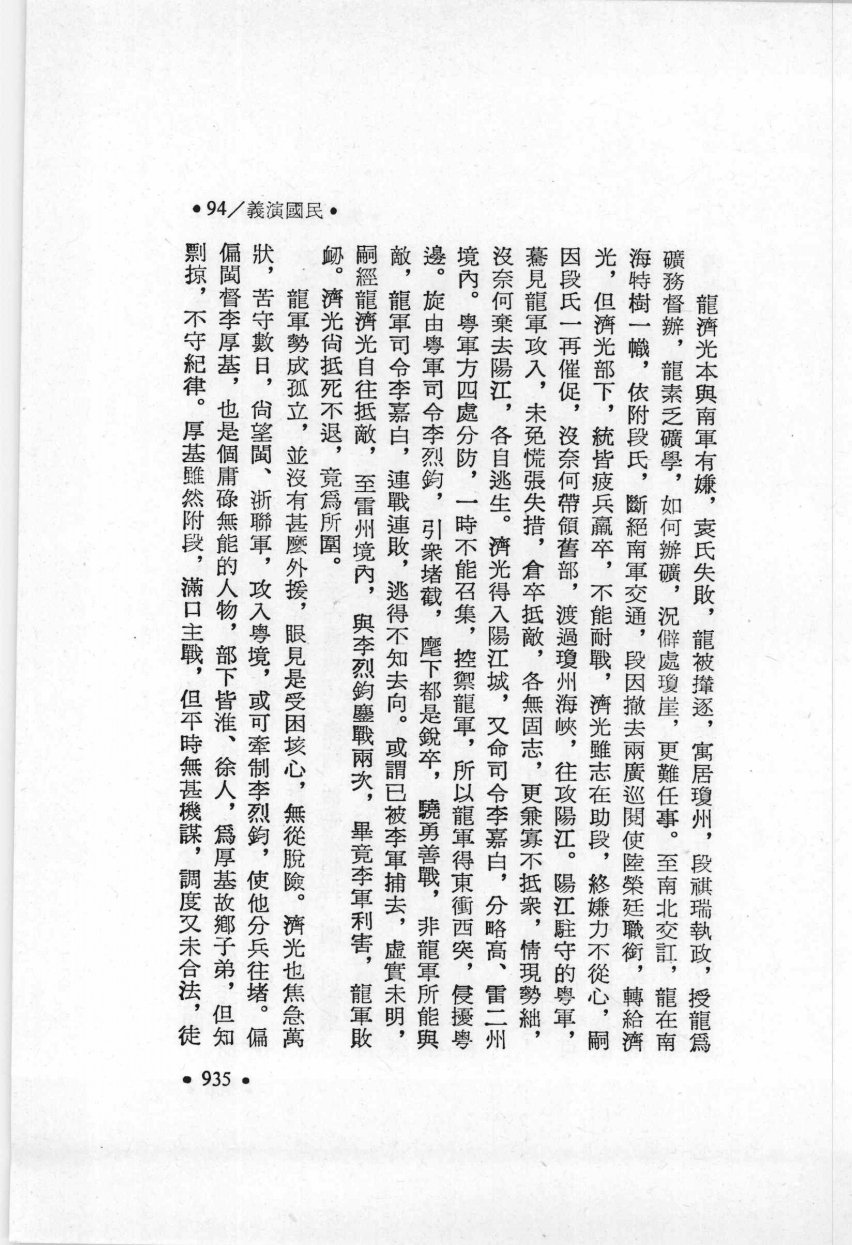 •民國演義/94•
龍濟光本與南軍有嫌，袁氏失敗，龍被攆逐，寓居瓊州，段祺瑞執政，授龍爲
礦務督辦，龍素乏礦學，如何辦礦，況僻處瓊崖，更難任事。至南北交訌，龍在南
海特樹一幟，依附段氏，斷絕南軍交通，段因撤去兩廣巡閱使陸榮廷職銜，轉給濟
光，但濟光部下，統皆疲兵羸卒，不能耐戰，濟光雖志在助段，終嫌力不從心，嗣
因段氏一再催促，沒奈何帶領舊部，渡過瓊州海峽，往攻陽江。陽江駐守的粵軍，
驀見龍軍攻入，未免慌張失措，倉卒抵敵，各無固志，更兼寡不抵衆，情現勢絀，
沒奈何棄去陽江，各自逃生。濟光得入陽江城，又命司令李嘉白，分略高、雷二州
境內。粵軍方四處分防，一時不能召集，控禦龍軍，所以龍軍得東衝西突，侵擾粵
邊。旋由粵軍司令李烈鈞，引衆堵截，麾下都是銳卒，驍勇善戰，非龍軍所能與
敵，龍軍司令李嘉白，連戰連敗，逃得不知去向。或謂已被李軍捕去，虛實未明，
嗣經龍濟光自往抵敵，至雷州境內，與李烈鈞鏖戰兩次，畢竟李軍利害，龍軍敗
衂。濟光尙抵死不退，竟爲所圍。
龍軍勢成孤立，並沒有甚麼外援，眼見是受困垓心，無從脫險。濟光也焦急萬
狀，苦守數日，尙望閩、浙聯軍，攻入粵境，或可牽制李烈鈞，使他分兵往堵。偏
偏閩督李厚基，也是個庸碌無能的人物，部下皆淮、徐人，爲厚基故鄉子弟，但知
剽掠，不守紀律。厚基雖然附段，滿口主戰，但平時無甚機謀，調度又未合法，徒
•935•